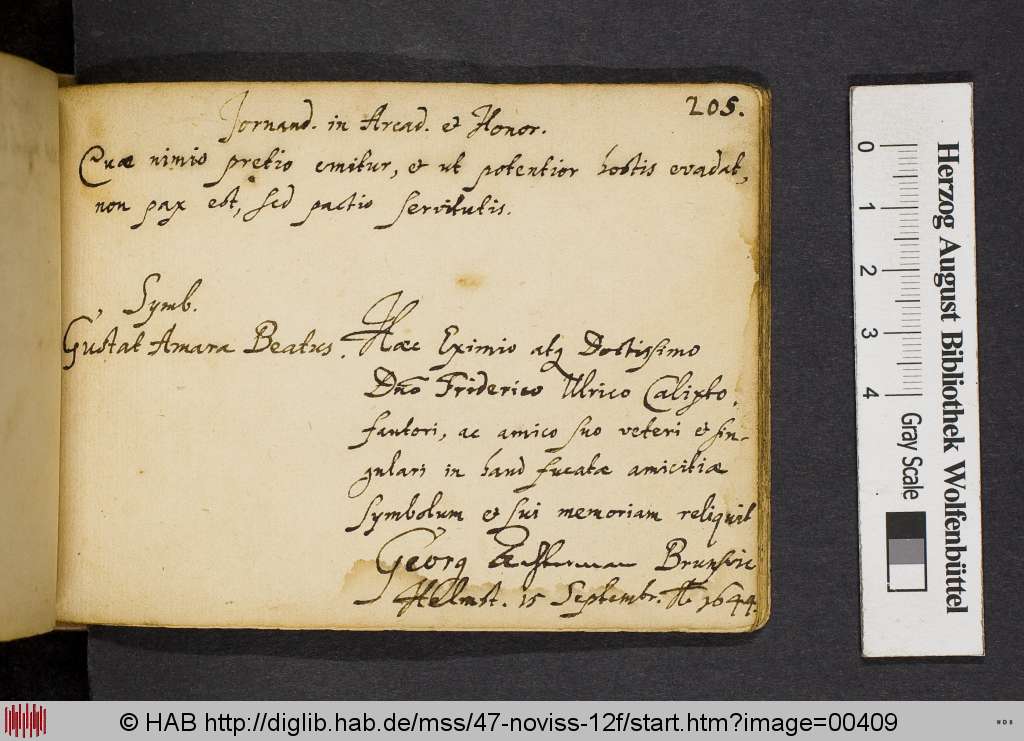 205.
Jornand. in Arcad. et Honor.
Quae nimio pretio emitur, et ut potentior hostis evadat,
non pax est, sed pactio servitutis.
Symb.
Gustat Amara Beatus.
Haec Eximio atq Doctissimo
Dno Friderico Ulrico Calixto,
fautori, ac amico suo veteri et sin-
gulari in haud fucatae amicitiae
symbolum et sui memoriam reliquit
Georg Brunsvic
Helmst. 15 Septembr. A 1644.
0
1
2
3
4
Gray Scale
Herzog August Bibliothek Wolfenbüttel
© HAB http://diglib.hab.de/mss/47-noviss-12f/start.htm?image=00409
WDB